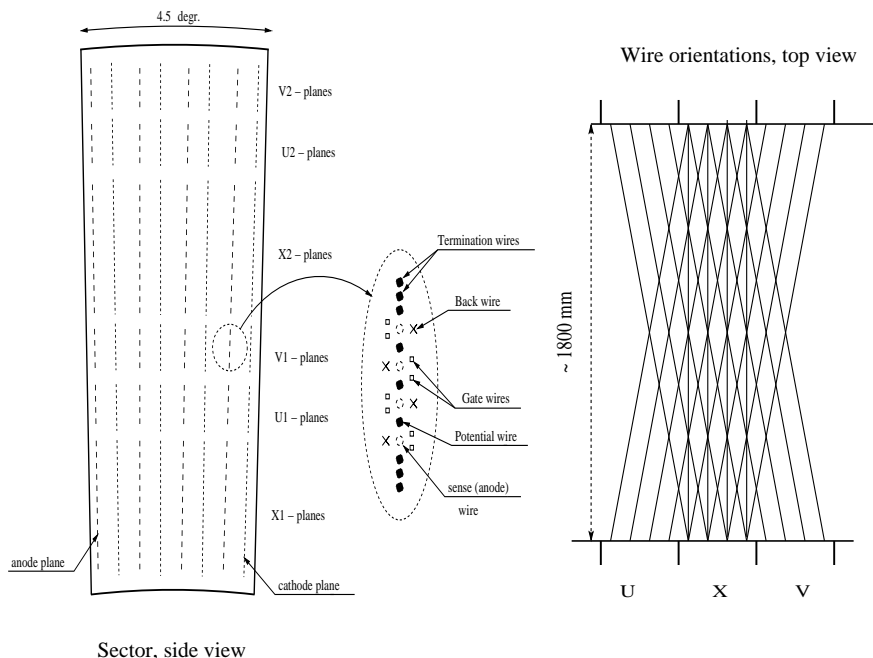 4.5 degr.
V2 – planes
U2 – planes
X2 – planes
V1 – planes
U1 – planes
X1 – planes
anode plane
cathode plane
Sector, side view
Termination wires
Back wire
Gate wires
Potential wire
sense (anode)
wire
Wire orientations, top view
~ 1800 mm
U X V